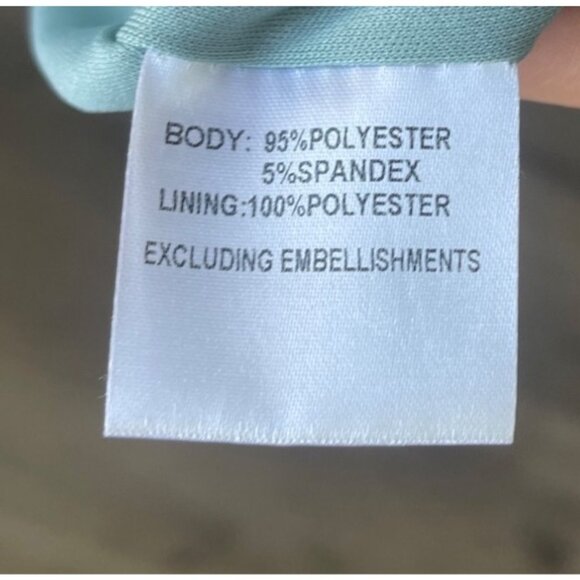 BODY: 95%POLYESTER
5%SPANDEX
LINING:100%POLYESTER
EXCLUDING EMBELLISHMENTS